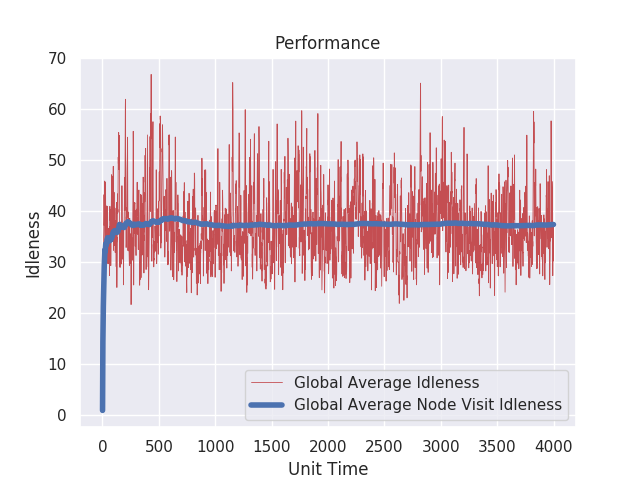 Performance
70
60
50
40
30
20
10
0
Idleness
Global Average Idleness
Global Average Node Visit Idleness
0 500 1000 1500 2000 2500 3000 3500 4000
Unit Time